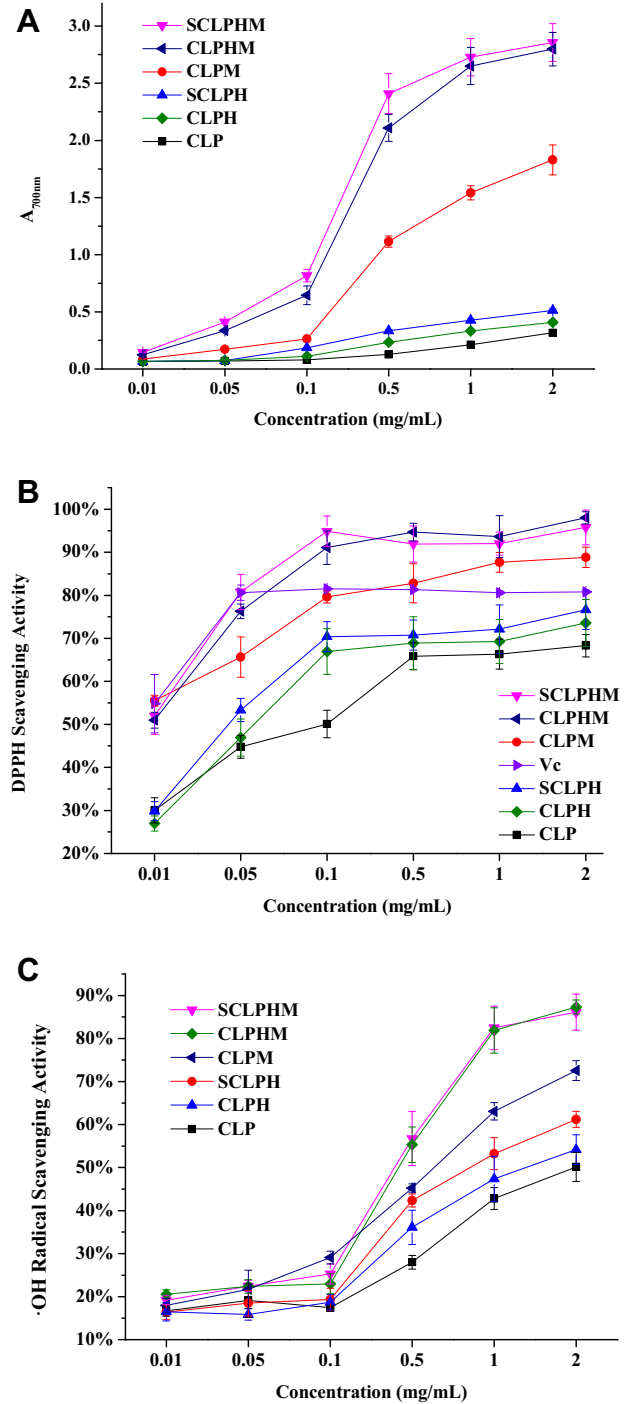 A
SCLPHM
CLPHM
CLPM
SCLPH
CLPH
CLP
3.0
2.5
2.0
1.5
1.0
0.5
0.0
A700nm
0.01 0.05 0.1 0.5 1 2
Concentration (mg/mL)
B
100%
90%
80%
70%
60%
50%
40%
30%
20%
DPPH Scavenging Activity
SCLPHM
CLPHM
CLPM
Vc
SCLPH
CLPH
CLP
0.01 0.05 0.1 0.5 1 2
Concentration (mg/mL)
C
90%
80%
70%
60%
50%
40%
30%
20%
10%
·OH Radical Scavenging Activity
SCLPHM
CLPHM
CLPM
SCLPH
CLPH
CLP
0.01 0.05 0.1 0.5 1 2
Concentration (mg/mL)